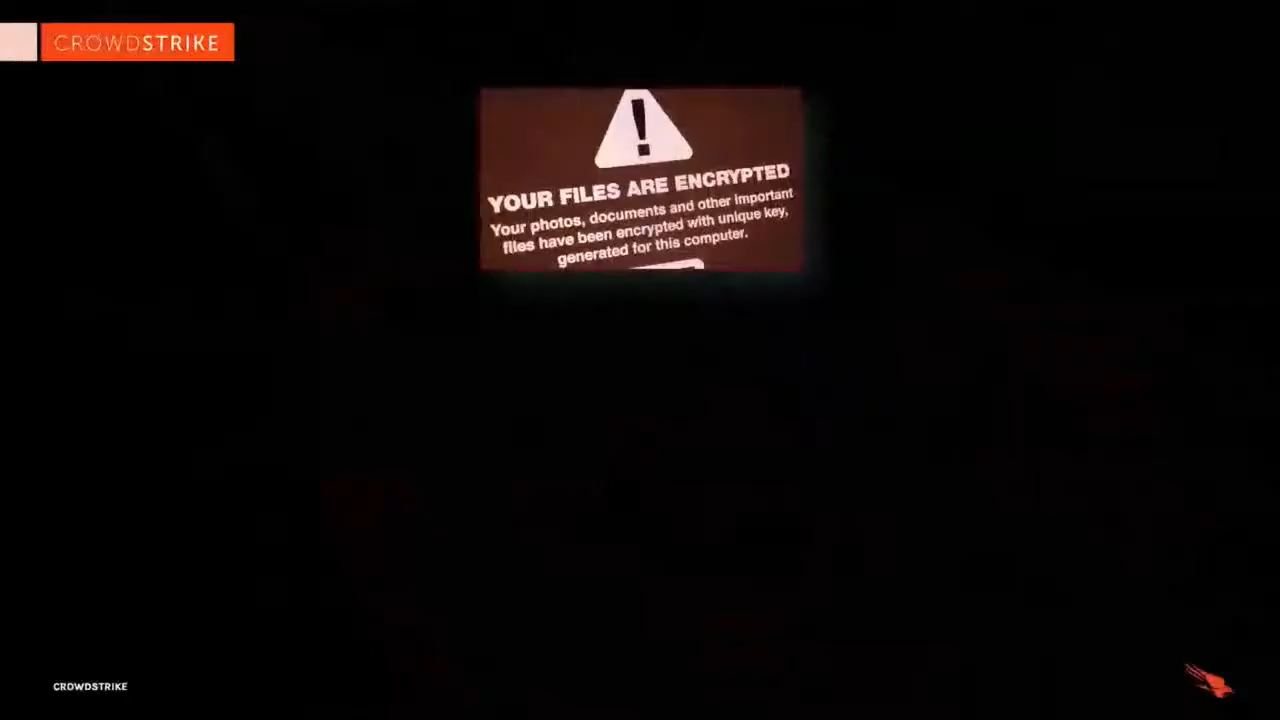 CROWDSTRIKE
!
YOUR FILES ARE ENCRYPTED
Your photos, documents and other important
files have been encrypted with unique key,
generated for this computer.
CROWDSTRIKE